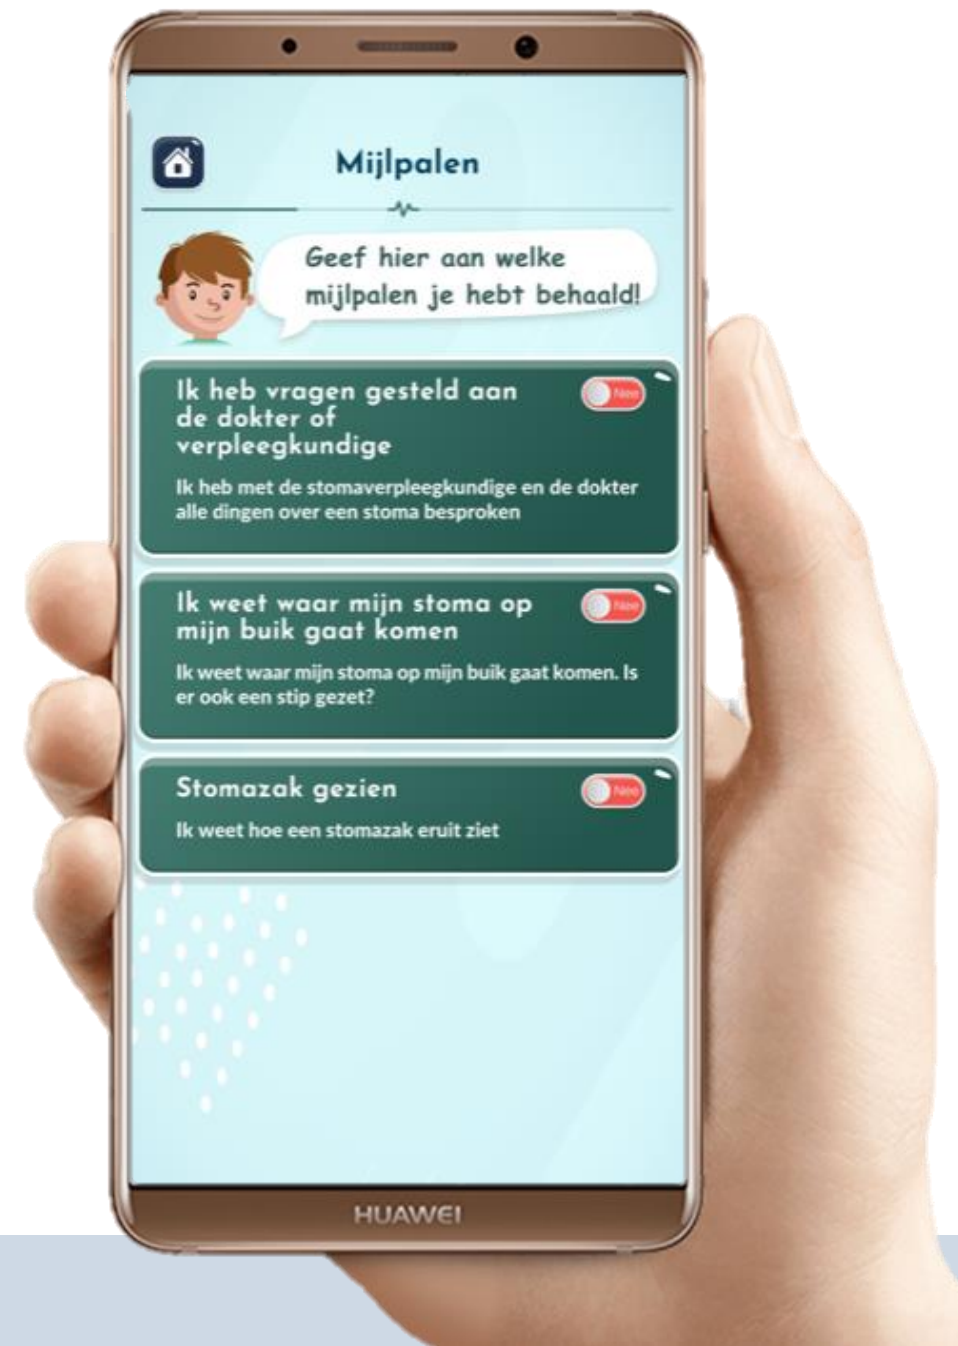 Mijlpalen
Geef hier aan welke
mijlpalen je hebt behaald!
Ik heb vragen gesteld aan
de dokter of
verpleegkundige
Nee
Ik heb met de stomaverpleegkundige en de dokter
alle dingen over een stoma besproken
Ik weet waar mijn stoma op
mijn buik gaat komen
Nee
Ik weet waar mijn stoma op mijn buik gaat komen. Is
er ook een stip gezet?
Stomazak gezien
Nee
Ik weet hoe een stomazak eruit ziet
HUAWEI